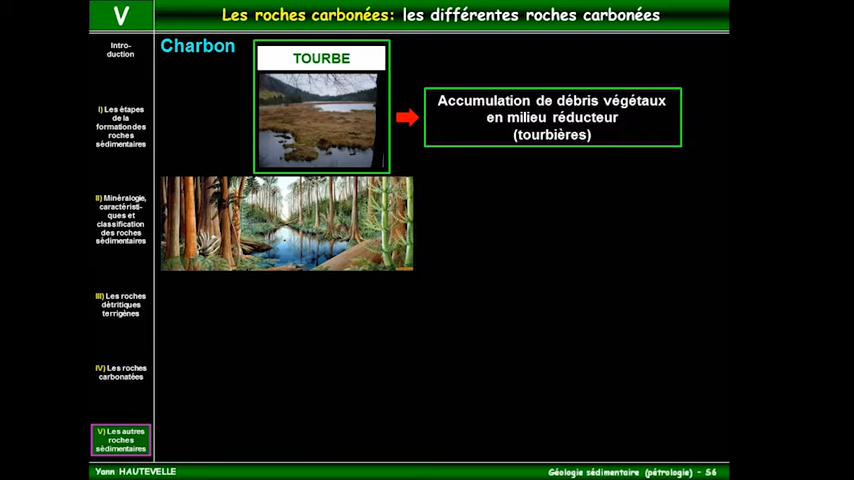 V
Les roches carbonées: les différentes roches carbonées
Intro-
duction
I) Les étapes
de la
formation des
roches
sédimentaires
II) Minéralogie,
caractéristi-
ques et
classification
des roches
sédimentaires
III) Les roches
détritiques
terrigènes
IV) Les roches
carbonatées
V) Les autres
roches
sédimentaires
Charbon
TOURBE
Accumulation de débris végétaux
en milieu réducteur
(tourbières)
Yann HAUTEVELLE
Géologie sédimentaire (pétrologie) - 56